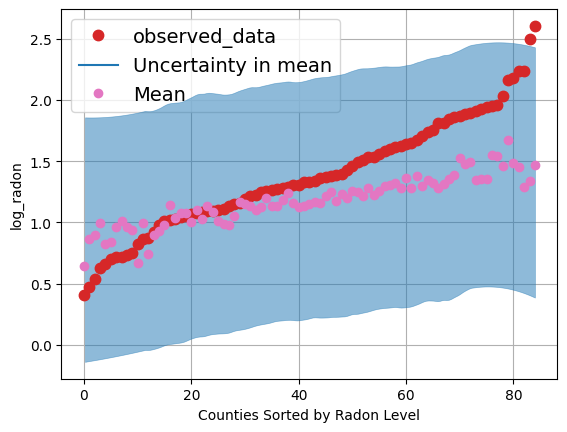 observed_data
Uncertainty in mean
Mean
2.5
2.0
1.5
1.0
0.5
0.0
log_radon
0 20 40 60 80
Counties Sorted by Radon Level